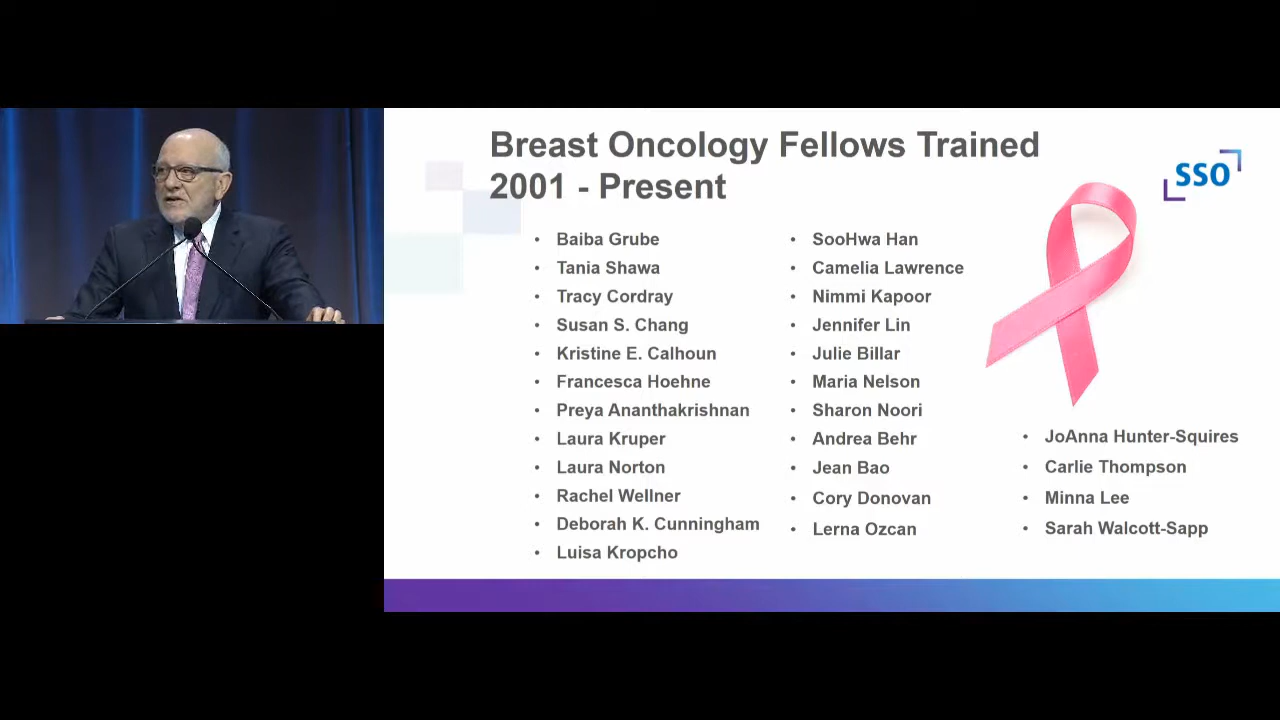 Breast Oncology Fellows Trained
2001 - Present
SSO
• Baiba Grube
• Tania Shawa
• Tracy Cordray
• Susan S. Chang
• Kristine E. Calhoun
• Francesca Hoehne
• Preya Ananthakrishnan
• Laura Kruper
• Laura Norton
• Rachel Wellner
• Deborah K. Cunningham
• Luisa Kropcho
• SooHwa Han
• Camelia Lawrence
• Nimmi Kapoor
• Jennifer Lin
• Julie Billar
• Maria Nelson
• Sharon Noori
• Andrea Behr
• Jean Bao
• Cory Donovan
• Lerna Ozcan
• JoAnna Hunter-Squires
• Carlie Thompson
• Minna Lee
• Sarah Walcott-Sapp